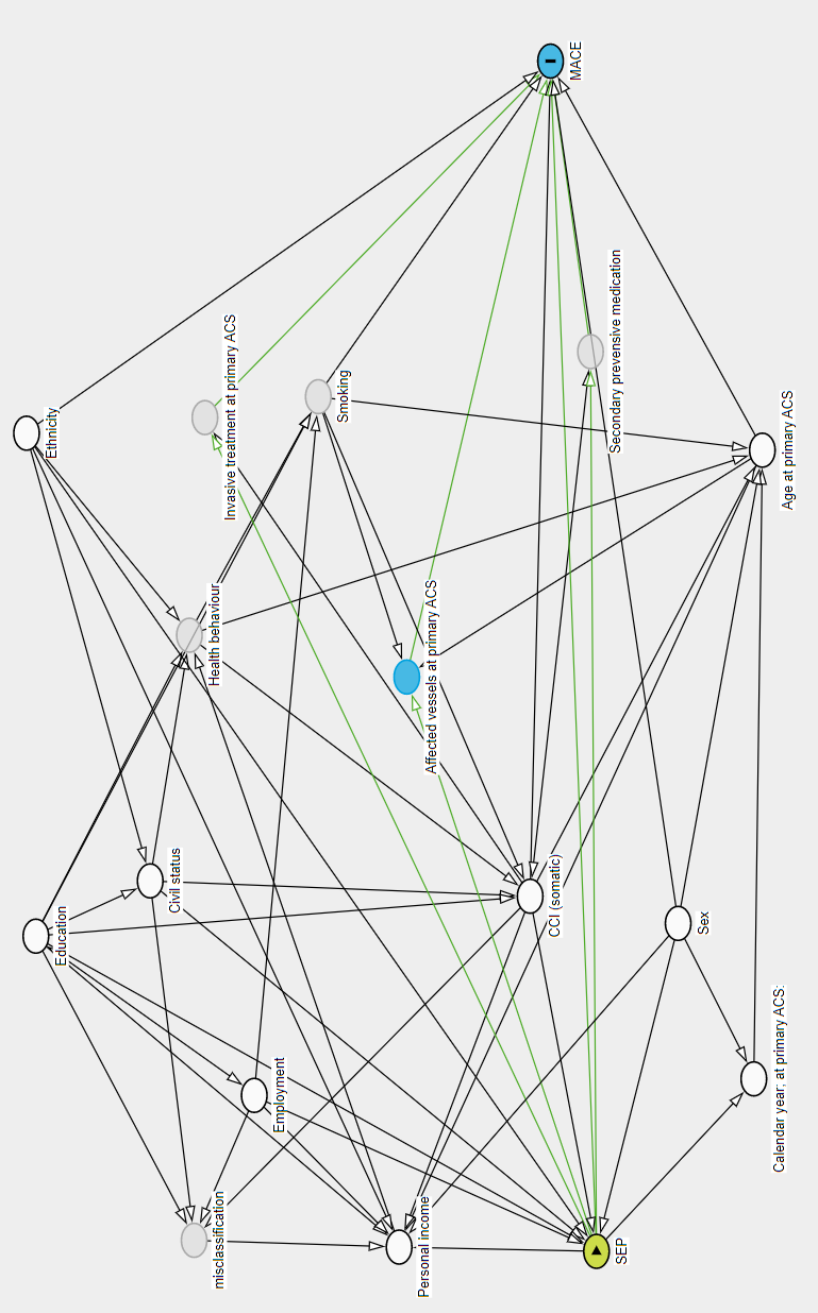 MACE
Secondary prevensive medication
Ethnicity
Invasive treatment at primary ACS
Smoking
Age at primary ACS
Health behaviour
Affected vessels at primary ACS
Civil status
Education
CCI (somatic)
Sex
Employment
Calendar year; at primary ACS:
misclassification
Personal income
SEP